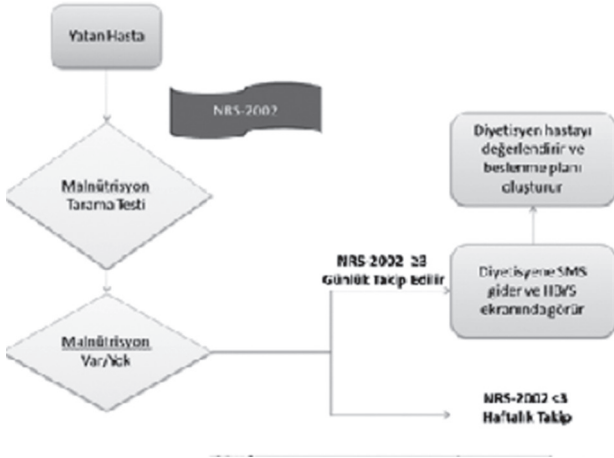 Yatan Hasta
NRS-2002
Malnütrisyon
Tarama Testi
Diyetisyen hastayı
değerlendirir ve
beslenme planı
oluşturur
NRS-2002 ≥3
Günlük Takip Edilir
Diyetisyene SMS
gider ve HBYS
ekranında görür
Malnütrisyon
Var/Yok
NRS-2002 <3
Haftalık Takip